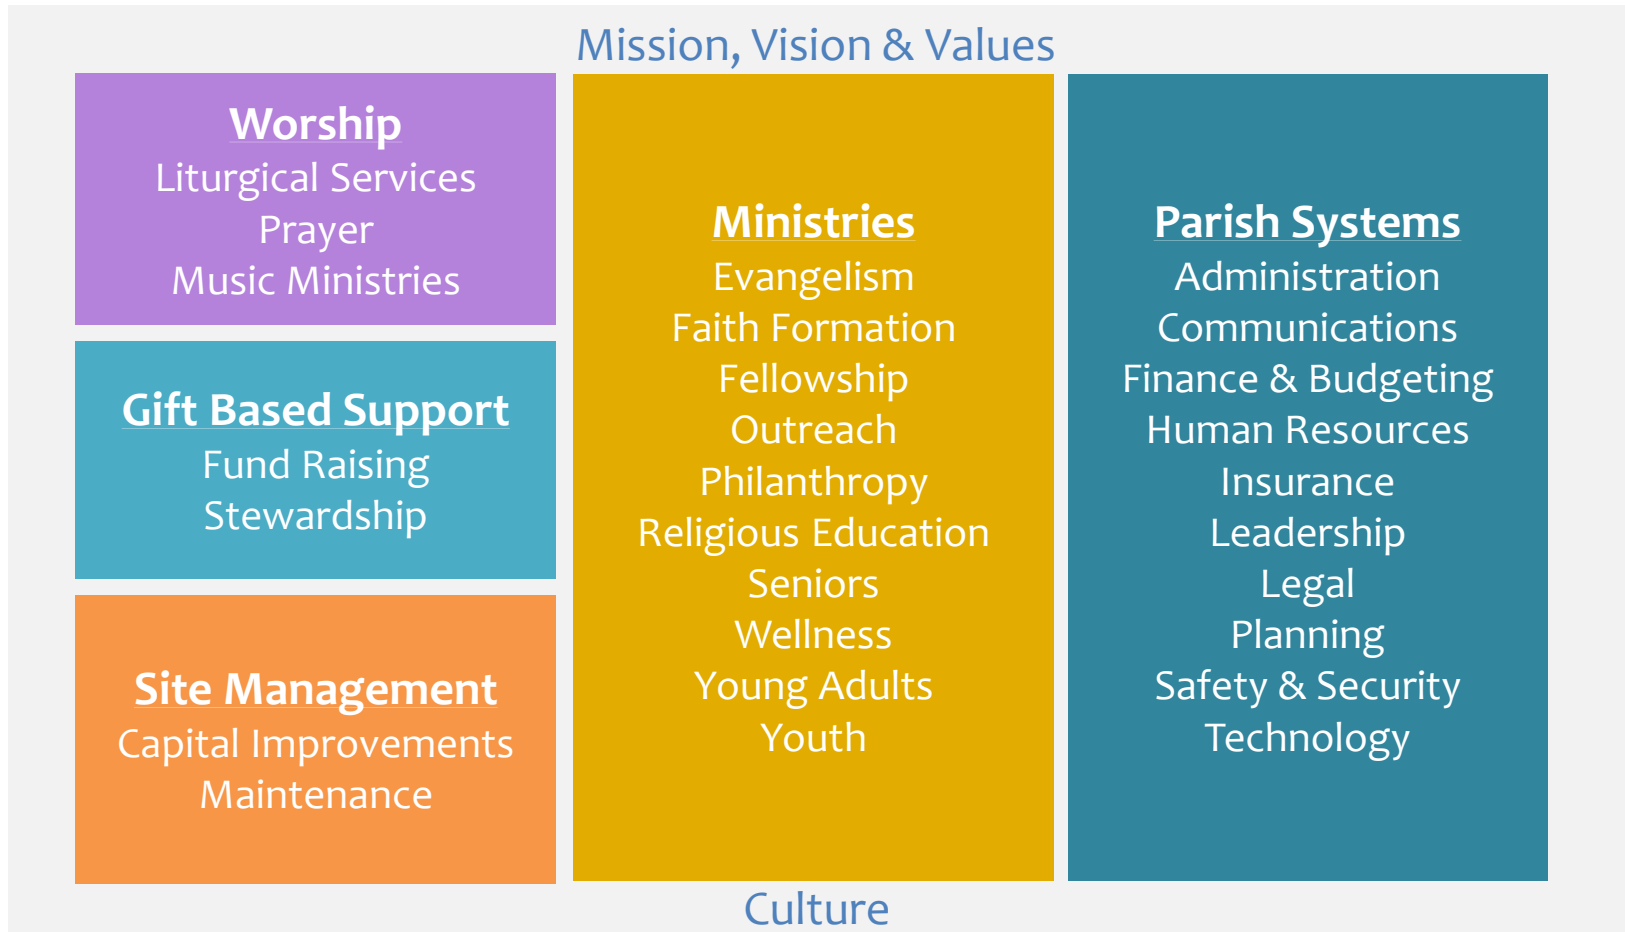 Mission, Vision & Values
Worship
Liturgical Services
Prayer
Music Ministries
Gift Based Support
Fund Raising
Stewardship
Site Management
Capital Improvements
Maintenance
Ministries
Evangelism
Faith Formation
Fellowship
Outreach
Philanthropy
Religious Education
Seniors
Wellness
Young Adults
Youth
Parish Systems
Administration
Communications
Finance & Budgeting
Human Resources
Insurance
Leadership
Legal
Planning
Safety & Security
Technology
Culture